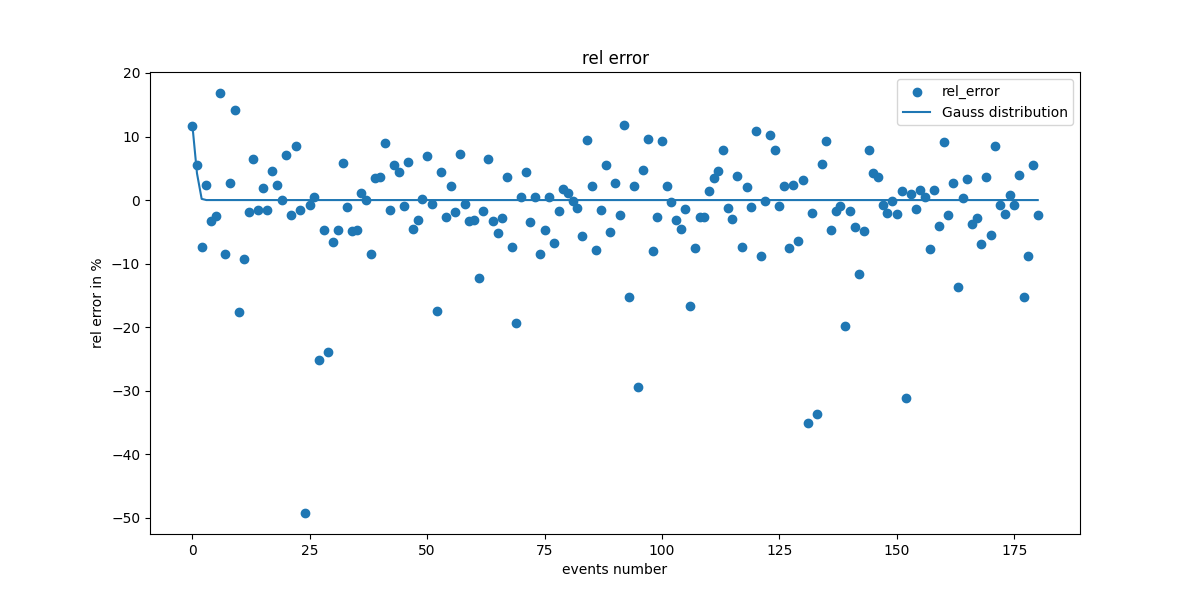 rel error
rel_error
Gauss distribution
rel error in %
20
10
0
−10
−20
−30
−40
−50
0 25 50 75 100 125 150 175
events number